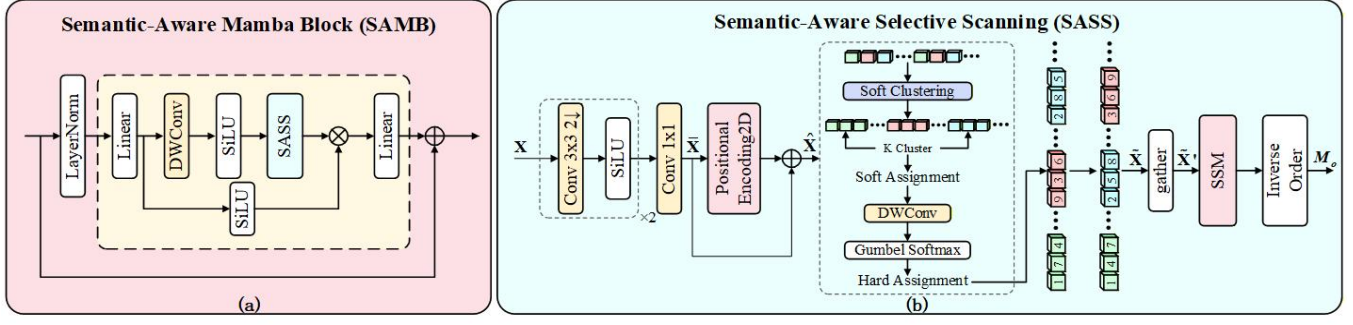 Semantic-Aware Mamba Block (SAMB)
LayerNorm
Linear
DWConv
SiLU
SASS
⊗
Linear
⊕
SiLU
(a)
Semantic-Aware Selective Scanning (SASS)
X
Conv 3x3 2↓
SiLU
×2
Conv 1x1
X̄
Positional
Encoding2D
⊕
X̂
Soft Clustering
K Cluster
Soft Assignment
DWConv
Gumbel Softmax
Hard Assignment
(b)
2 8 5
9 3 6
1 7 4
3 6 9
2 5 8
1 4 7
X̃
gather
X̃'
SSM
Inverse
Order
Mₒ